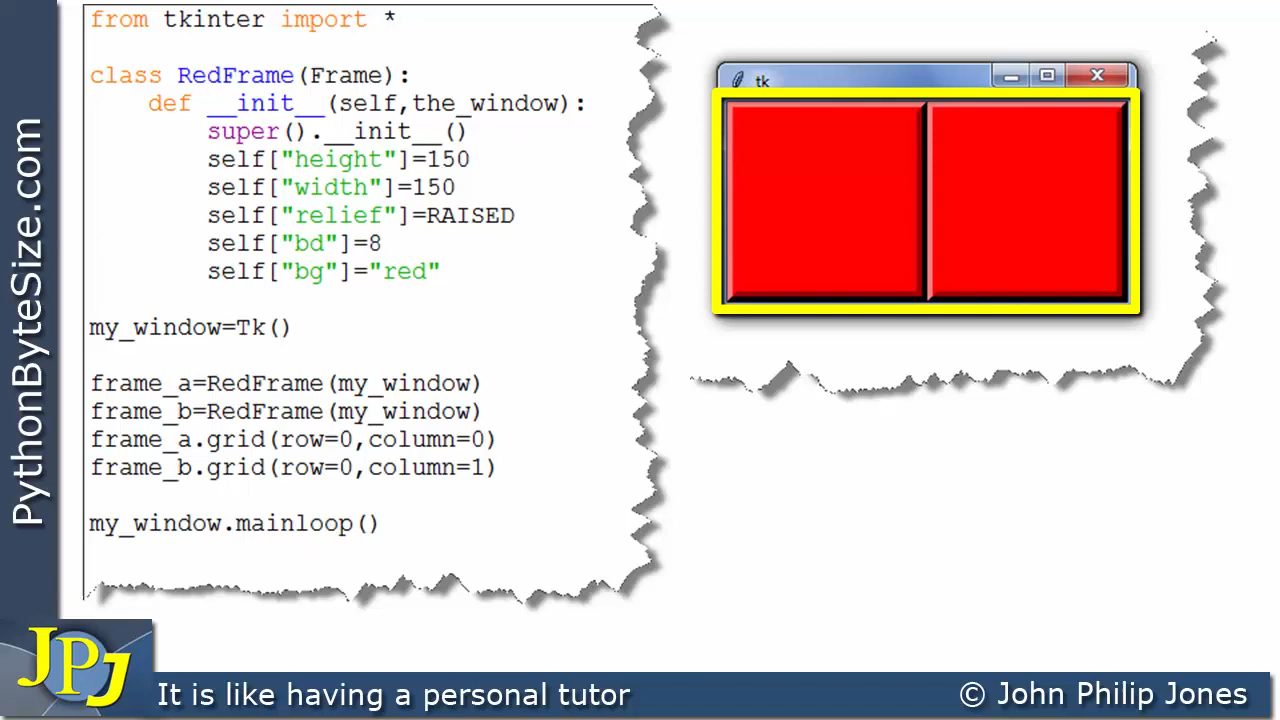 from tkinter import *
class RedFrame(Frame):
def __init__(self,the_window):
super().__init__()
self["height"]=150
self["width"]=150
self["relief"]=RAISED
self["bd"]=8
self["bg"]="red"
my_window=Tk()
frame_a=RedFrame(my_window)
frame_b=RedFrame(my_window)
frame_a.grid(row=0,column=0)
frame_b.grid(row=0,column=1)
my_window.mainloop()
tk
PythonByteSize.com
JPJ
It is like having a personal tutor
© John Philip Jones